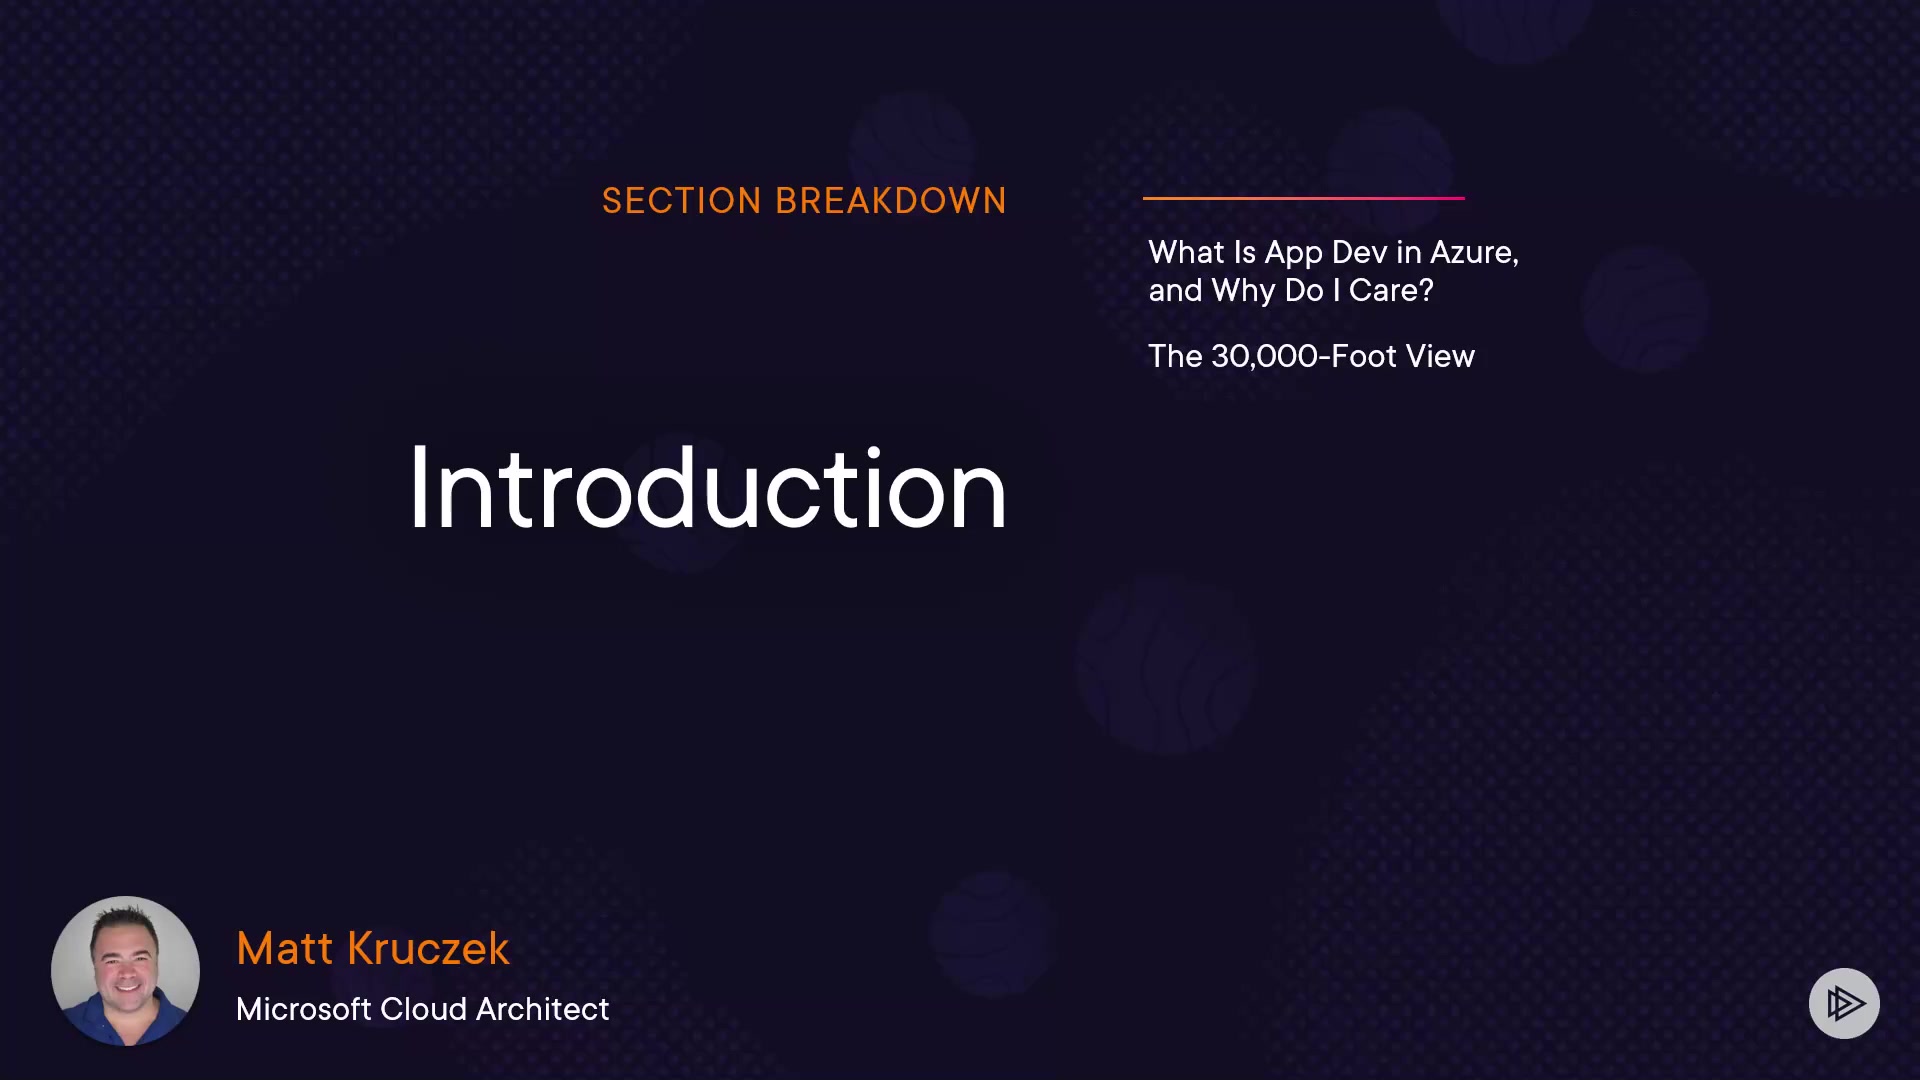 SECTION BREAKDOWN
What Is App Dev in Azure,
and Why Do I Care?
The 30,000-Foot View
Introduction
Matt Kruczek
Microsoft Cloud Architect